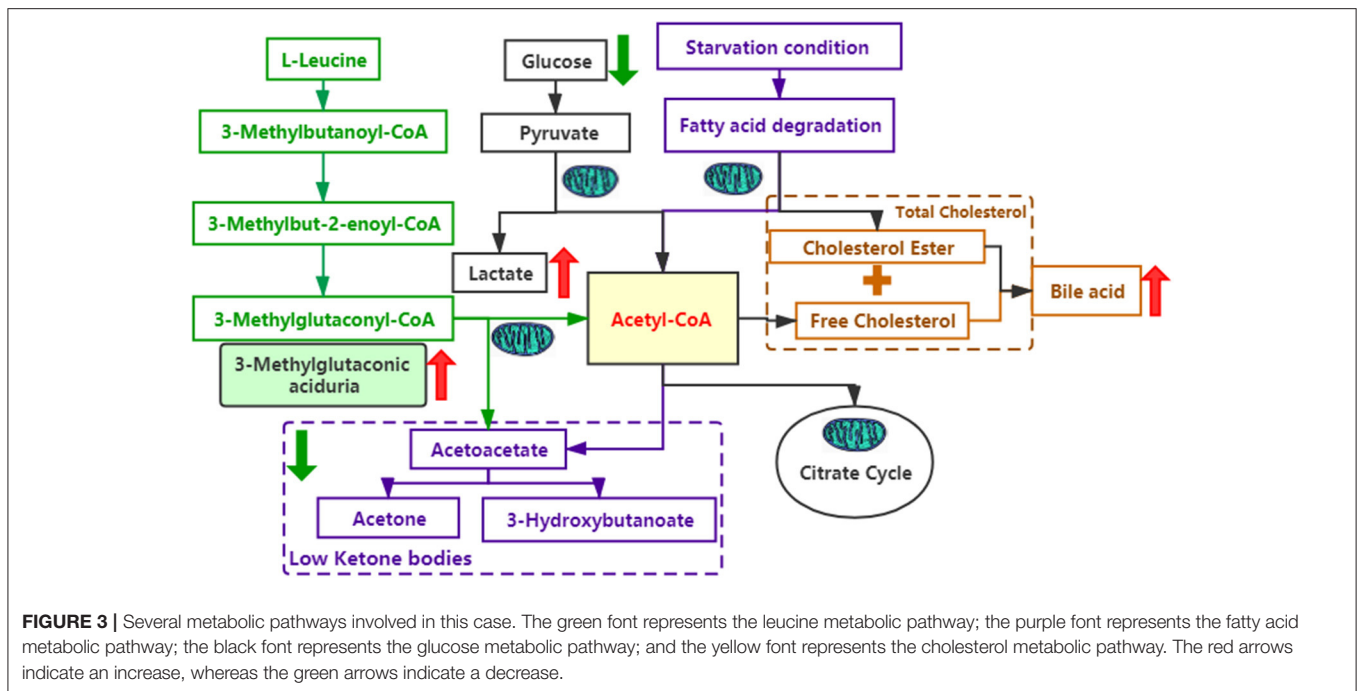 L-Leucine
3-Methylbutanoyl-CoA
3-Methylbut-2-enoyl-CoA
3-Methylglutaconyl-CoA
3-Methylglutaconic
aciduria
Glucose
Pyruvate
Lactate
Starvation condition
Fatty acid degradation
Acetyl-CoA
Total Cholesterol
Cholesterol Ester
Free Cholesterol
Bile acid
Acetoacetate
Acetone
3-Hydroxybutanoate
Low Ketone bodies
Citrate Cycle
FIGURE 3 | Several metabolic pathways involved in this case. The green font represents the leucine metabolic pathway; the purple font represents the fatty acid
metabolic pathway; the black font represents the glucose metabolic pathway; and the yellow font represents the cholesterol metabolic pathway. The red arrows
indicate an increase, whereas the green arrows indicate a decrease.